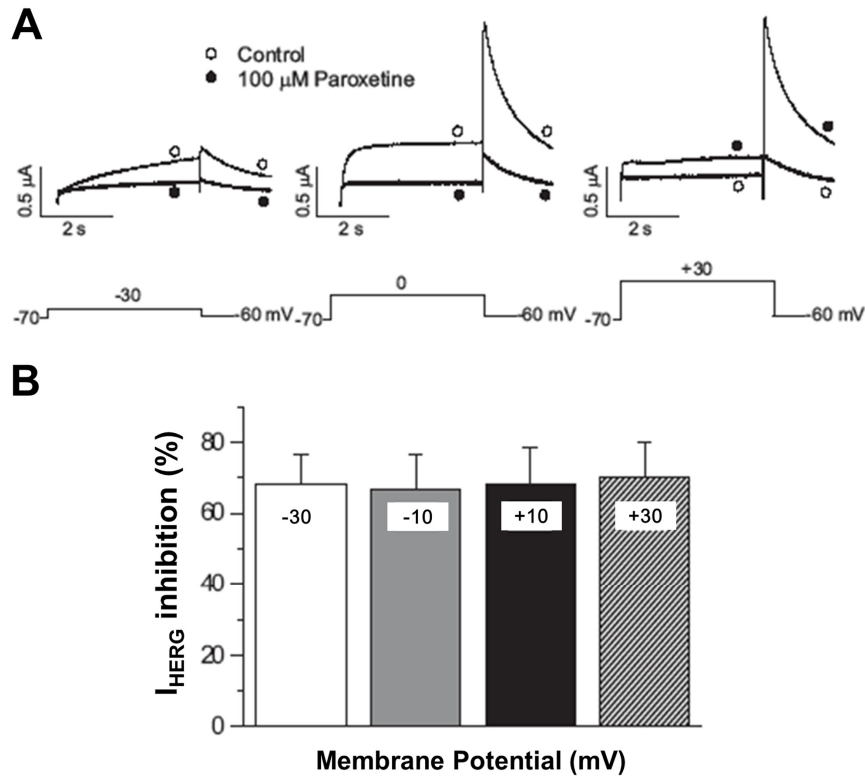 A
Control
100 μM Paroxetine
0.5 μA
2 s
0.5 μA
2 s
0.5 μA
2 s
-30
-70
-60 mV
0
-70
-60 mV
+30
-70
-60 mV
B
I_HERG inhibition (%)
80
60
40
20
0
-30
-10
+10
+30
Membrane Potential (mV)